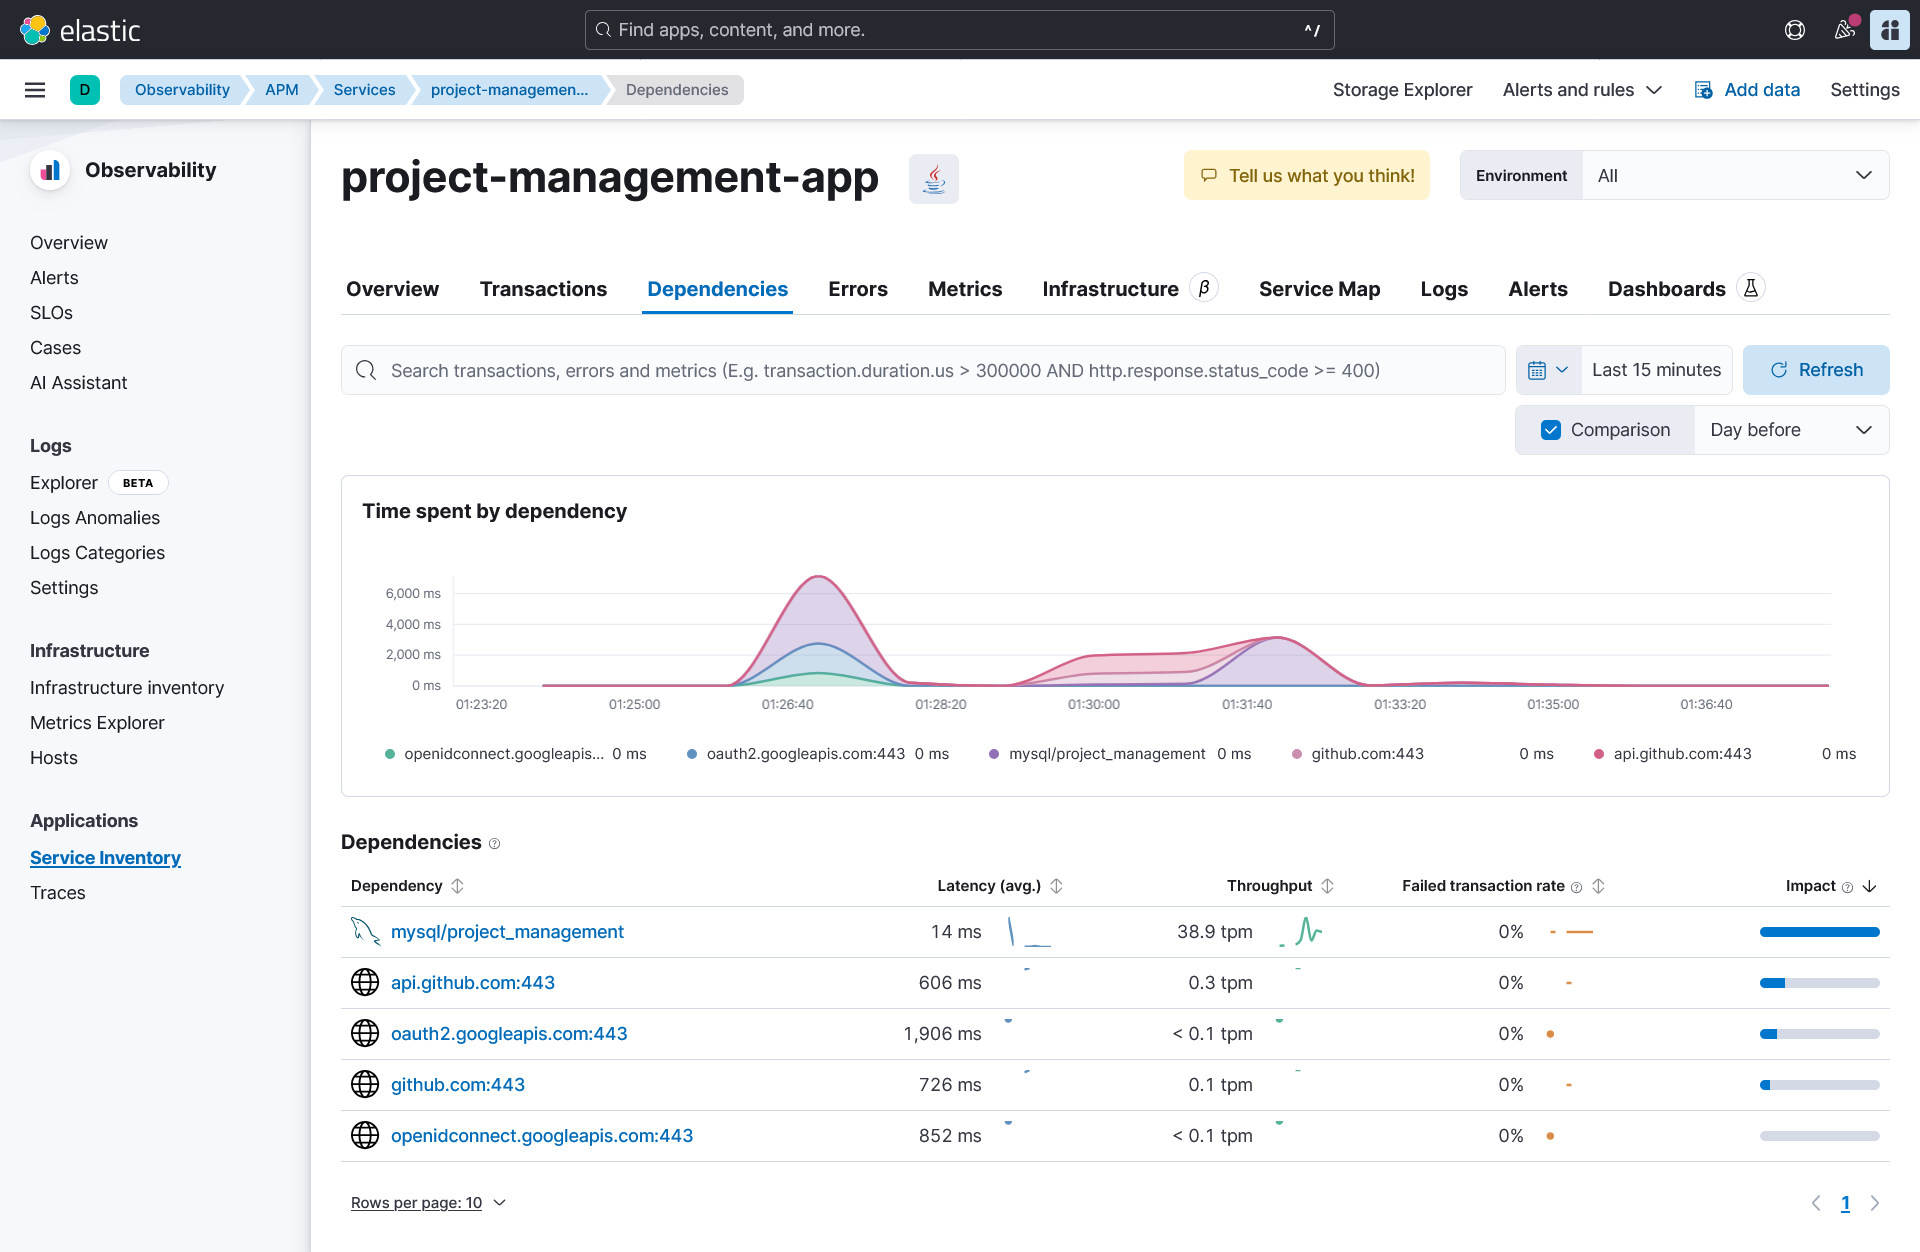 elastic
Find apps, content, and more.
^/
D
Observability
APM
Services
project-managemen...
Dependencies
Storage Explorer
Alerts and rules
Add data
Settings
Observability
Overview
Alerts
SLOs
Cases
AI Assistant
Logs
Explorer BETA
Logs Anomalies
Logs Categories
Settings
Infrastructure
Infrastructure inventory
Metrics Explorer
Hosts
Applications
Service Inventory
Traces
project-management-app
Tell us what you think!
Environment All
Overview Transactions Dependencies Errors Metrics Infrastructure β Service Map Logs Alerts Dashboards
Search transactions, errors and metrics (E.g. transaction.duration.us > 300000 AND http.response.status_code >= 400)
Last 15 minutes
Refresh
Comparison Day before
Time spent by dependency
6,000 ms
4,000 ms
2,000 ms
0 ms
01:23:20 01:25:00 01:26:40 01:28:20 01:30:00 01:31:40 01:33:20 01:35:00 01:36:40
openidconnect.googleapis... 0 ms oauth2.googleapis.com:443 0 ms mysql/project_management 0 ms github.com:443 0 ms api.github.com:443 0 ms
Dependencies
Dependency Latency (avg.) Throughput Failed transaction rate Impact
mysql/project_management 14 ms 38.9 tpm 0%
api.github.com:443 606 ms 0.3 tpm 0%
oauth2.googleapis.com:443 1,906 ms < 0.1 tpm 0%
github.com:443 726 ms 0.1 tpm 0%
openidconnect.googleapis.com:443 852 ms < 0.1 tpm 0%
Rows per page: 10
1